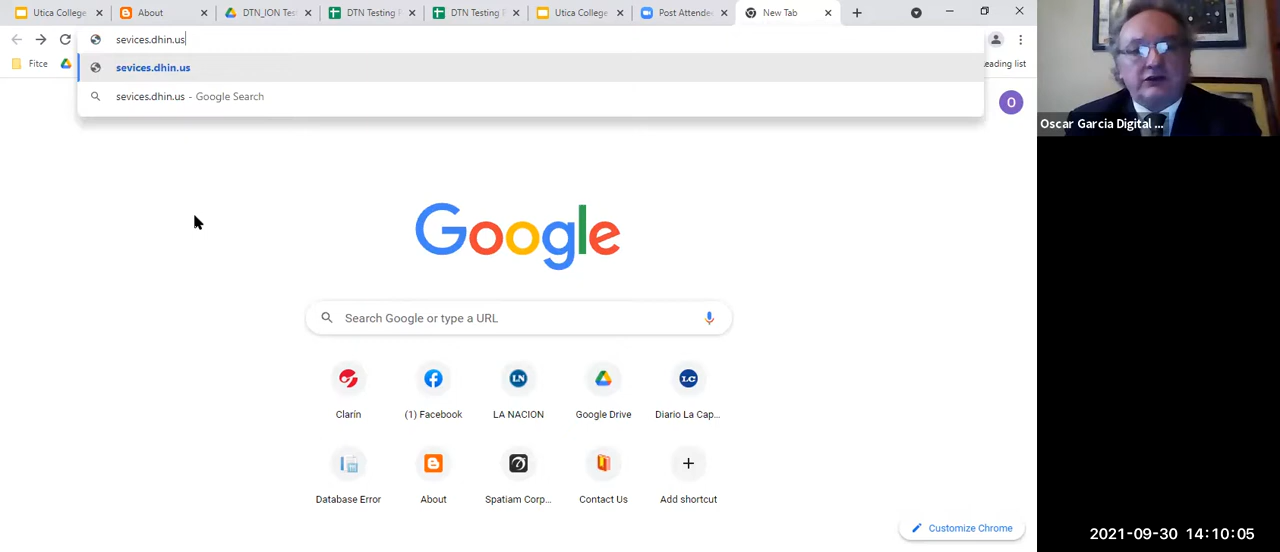 Utica College
About
DTN_ION Tes
DTN Testing F
DTN Testing F
Utica College
Post Attende
New Tab
sevices.dhin.us
Fitce
eading list
sevices.dhin.us
sevices.dhin.us - Google Search
O
Oscar Garcia Digital ...
Google
Search Google or type a URL
LN
LC
Clarín
(1) Facebook
LA NACION
Google Drive
Diario La Cap...
Database Error
About
Spatiam Corp...
Contact Us
Add shortcut
Customize Chrome
2021-09-30 14:10:05